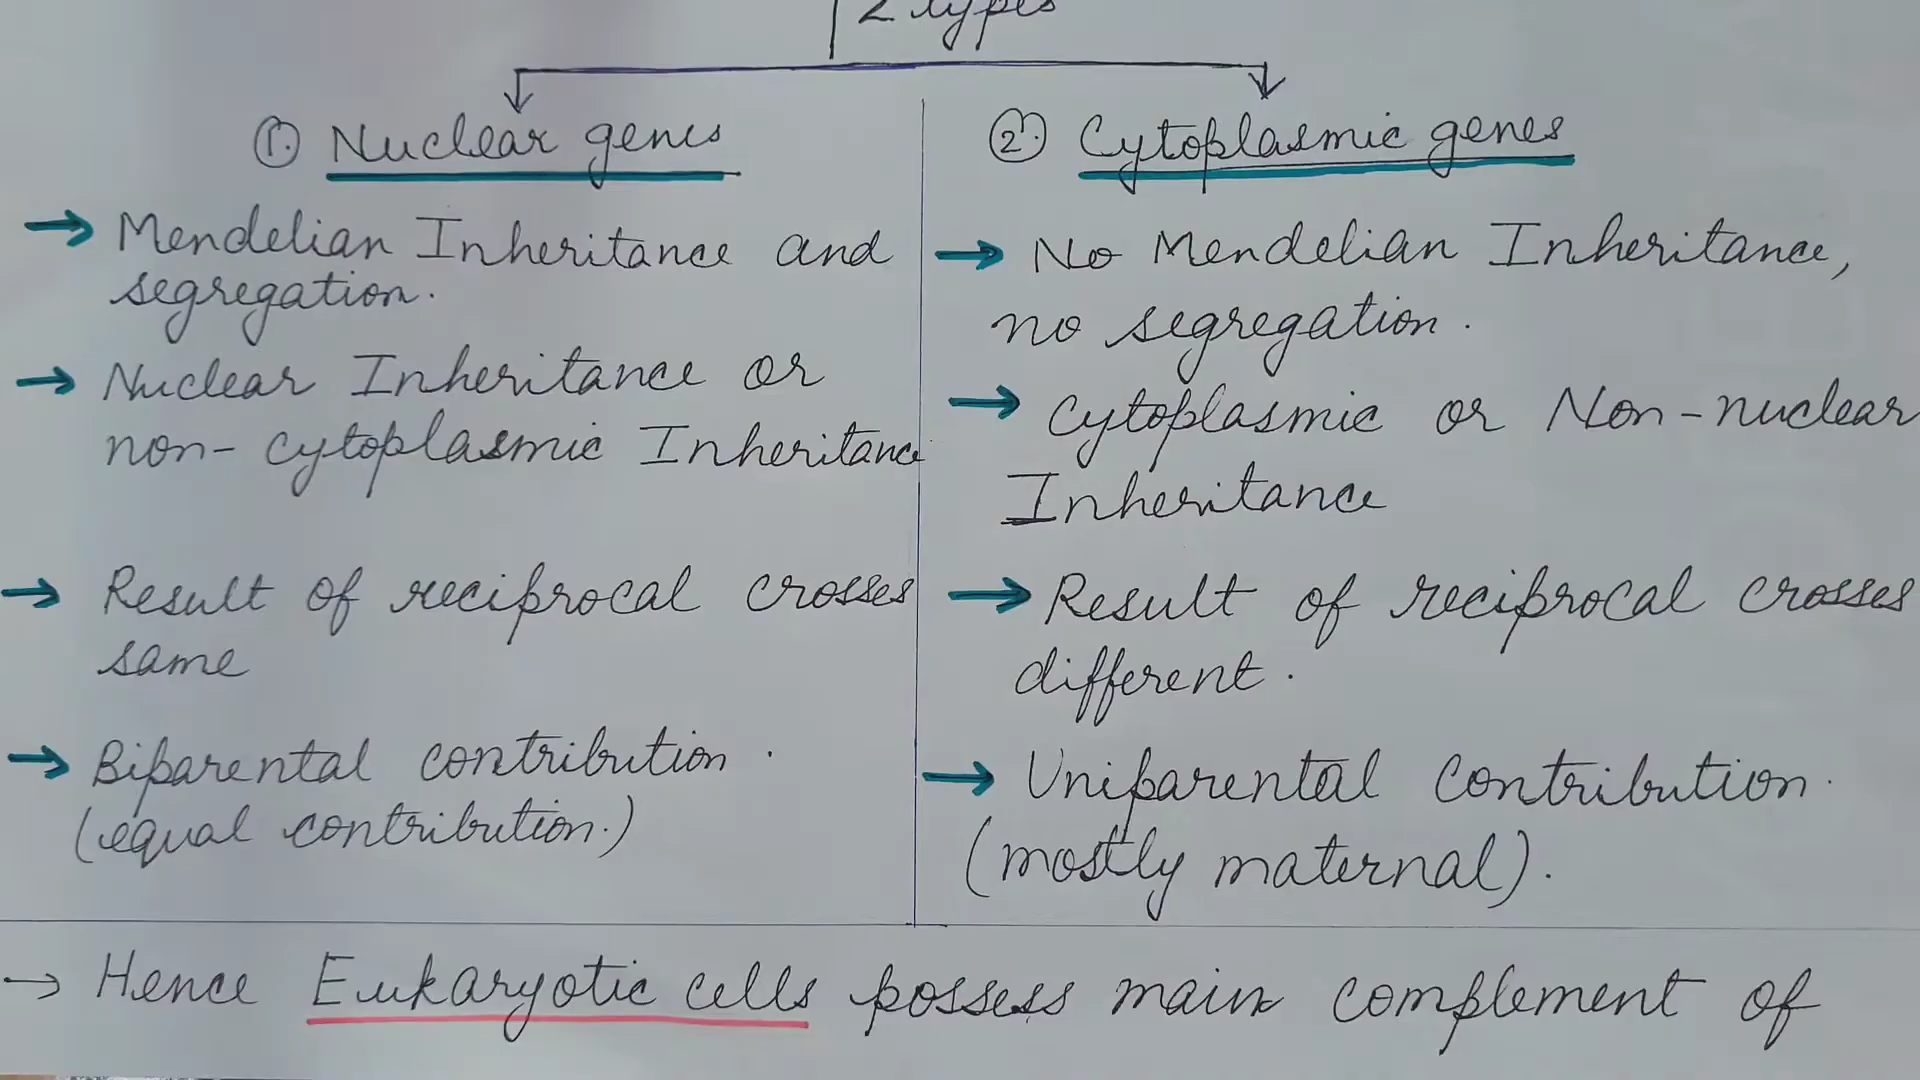 2 types
1. Nuclear genes
→ Mendelian Inheritance and
segregation.
→ Nuclear Inheritance or
non-cytoplasmic Inheritance
→ Result of reciprocal crosses
same
→ Biparental contribution.
(equal contribution.)
2. Cytoplasmic genes
→ No Mendelian Inheritance,
no segregation.
→ Cytoplasmic or Non-nuclear
Inheritance
→ Result of reciprocal crosses
different.
→ Uniparental contribution.
(mostly maternal).
→ Hence Eukaryotic cells possess main complement of